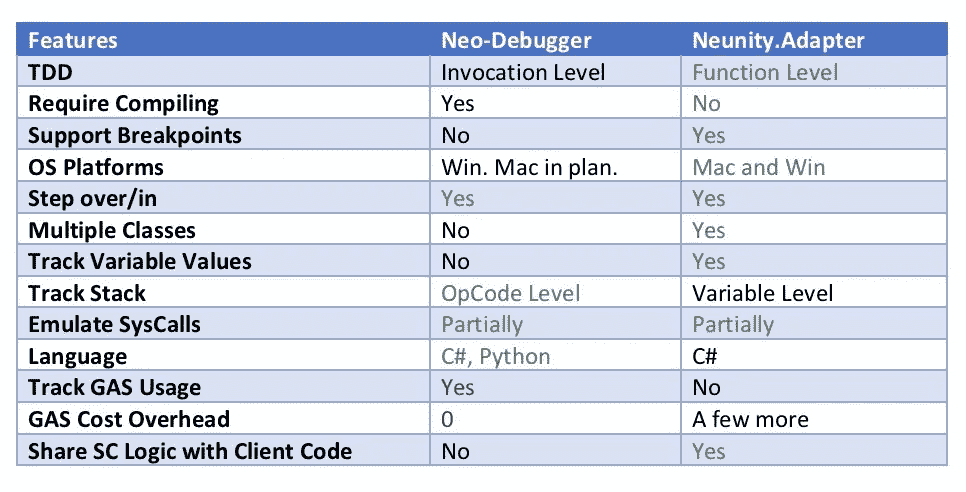 Features Neo-Debugger Neunity.Adapter
TDD Invocation Level Function Level
Require Compiling Yes No
Support Breakpoints No Yes
OS Platforms Win. Mac in plan. Mac and Win
Step over/in Yes Yes
Multiple Classes No Yes
Track Variable Values No Yes
Track Stack OpCode Level Variable Level
Emulate SysCalls Partially Partially
Language C#, Python C#
Track GAS Usage Yes No
GAS Cost Overhead 0 A few more
Share SC Logic with Client Code No Yes